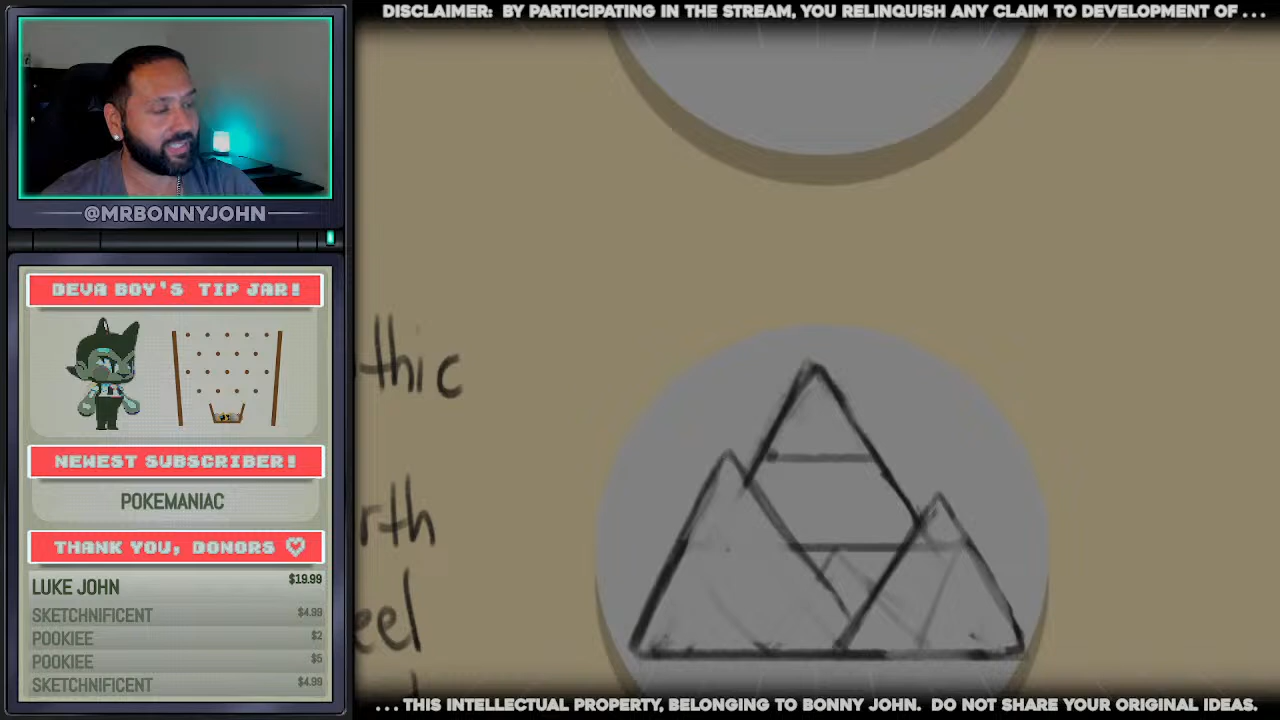 DISCLAIMER: BY PARTICIPATING IN THE STREAM, YOU RELINQUISH ANY CLAIM TO DEVELOPMENT OF . . .
@MRBONNYJOHN
DEVA BOY'S TIP JAR!
NEWEST SUBSCRIBER!
POKEMANIAC
THANK YOU, DONORS
LUKE JOHN $19.99
SKETCHNIFICENT $4.99
POOKIEE $2
POOKIEE $5
SKETCHNIFICENT $4.99
thic
rth
eel
. . . THIS INTELLECTUAL PROPERTY, BELONGING TO BONNY JOHN. DO NOT SHARE YOUR ORIGINAL IDEAS.